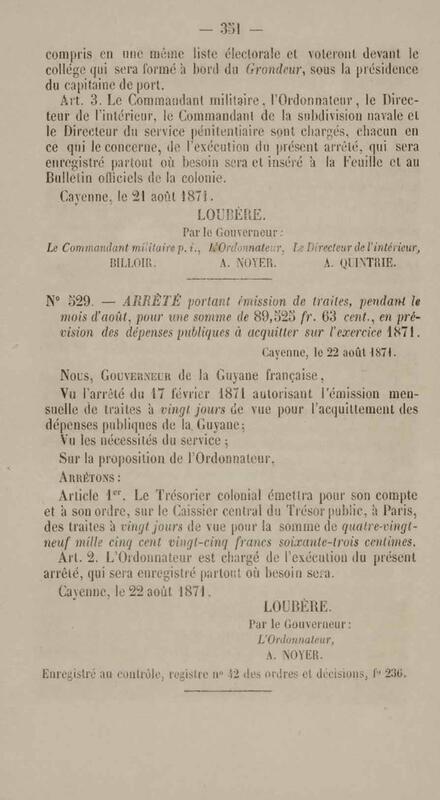 — 351 —
compris en une même liste électorale et voteront devant le
collége qui sera formé à bord du Grondeur, sous la présidence
du capitaine de port.
Art. 3. Le Commandant militaire, l'Ordonnateur, le Direc-
teur de l'intérieur, le Commandant de la subdivision navale et
le Directeur du service pénitentiaire sont chargés, chacun en
ce qui le concerne, de l'exécution du présent arrêté, qui sera
enregistré partout où besoin sera et inséré à la Feuille et au
Bulletin officiels de la colonie.
Cayenne, le 21 août 1871.
LOUBÈRE.
Par le Gouverneur:
Le Commandant militaire p. i., L'Ordonnateur, Le Directeur de l'intérieur,
BILLOIR. A. NOYER. A. QUINTRIE.
N° 529. — ARRÊTÉ portant émission de traites, pendant le
mois d'août, pour une somme de 89,525 fr. 63 cent., en pré-
vision des dépenses publiques à acquitter sur l'exercice 1871.
Cayenne, le 22 août 1871.
Nous, Gouverneur de la Guyane française,
Vu l'arrêté du 17 février 1871 autorisant l'émission men-
suelle de traites à vingt jours de vue pour l'acquittement des
dépenses publiques de la Guyane;
Vu les nécessités du service;
Sur la proposition de l'Ordonnateur,
Arrêtons:
Article 1er. Le Trésorier colonial émettra pour son compte
et à son ordre, sur le Caissier central du Trésor public, à Paris,
des traites à vingt jours de vue pour la somme de quatre-vingt-
neuf mille cinq cent vingt-cinq francs soixante-trois centimes.
Art. 2. L'Ordonnateur est chargé de l'exécution du présent
arrêté, qui sera enregistré partout où besoin sera.
Cayenne, le 22 août 1871.
LOUBÈRE.
Par le Gouverneur:
L'Ordonnateur,
A. NOYER.
Enregistré au contrôle, registre n° 42 des ordres et décisions, f° 236.